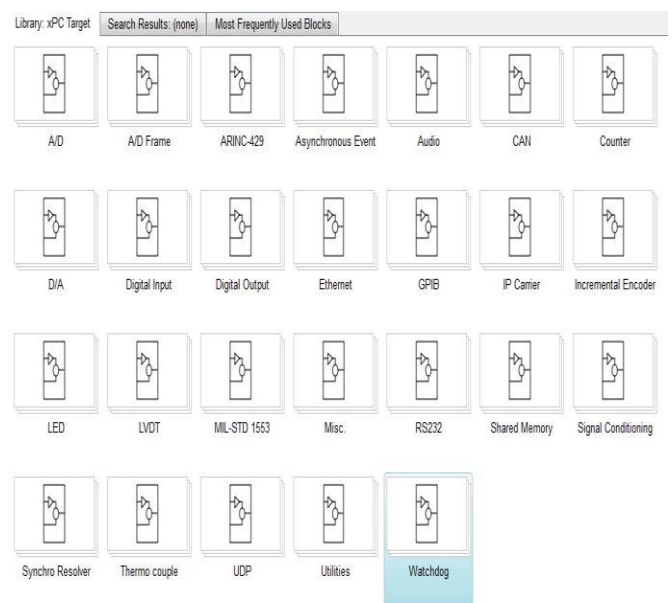 Library: xPC Target Search Results: (none) Most Frequently Used Blocks
A/D A/D Frame ARINC-429 Asynchronous Event Audio CAN Counter
D/A Digital Input Digital Output Ethernet GPIB IP Carrier Incremental Encoder
LED LVDT MIL-STD 1553 Misc. RS232 Shared Memory Signal Conditioning
Synchro Resolver Thermo couple UDP Utilities Watchdog